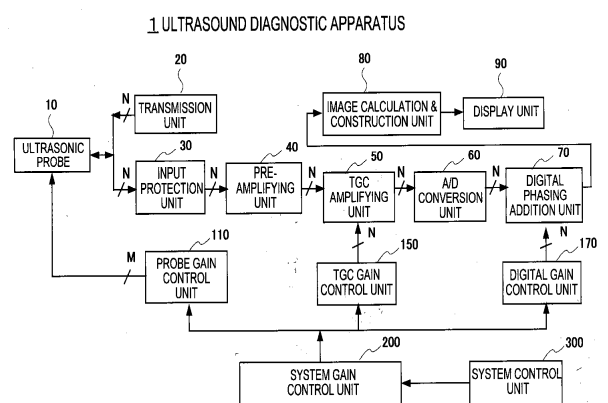 1 ULTRASOUND DIAGNOSTIC APPARATUS
10
ULTRASONIC
PROBE
20
N
TRANSMISSION
UNIT
30
N
INPUT
PROTECTION
UNIT
N
40
PRE-
AMPLIFYING
UNIT
N
50
TGC
AMPLIFYING
UNIT
N
60
A/D
CONVERSION
UNIT
N
70
DIGITAL
PHASING
ADDITION UNIT
80
IMAGE CALCULATION &
CONSTRUCTION UNIT
90
DISPLAY UNIT
M
110
PROBE GAIN
CONTROL
UNIT
N
150
TGC GAIN
CONTROL UNIT
N
170
DIGITAL GAIN
CONTROL UNIT
200
SYSTEM GAIN
CONTROL UNIT
300
SYSTEM CONTROL
UNIT